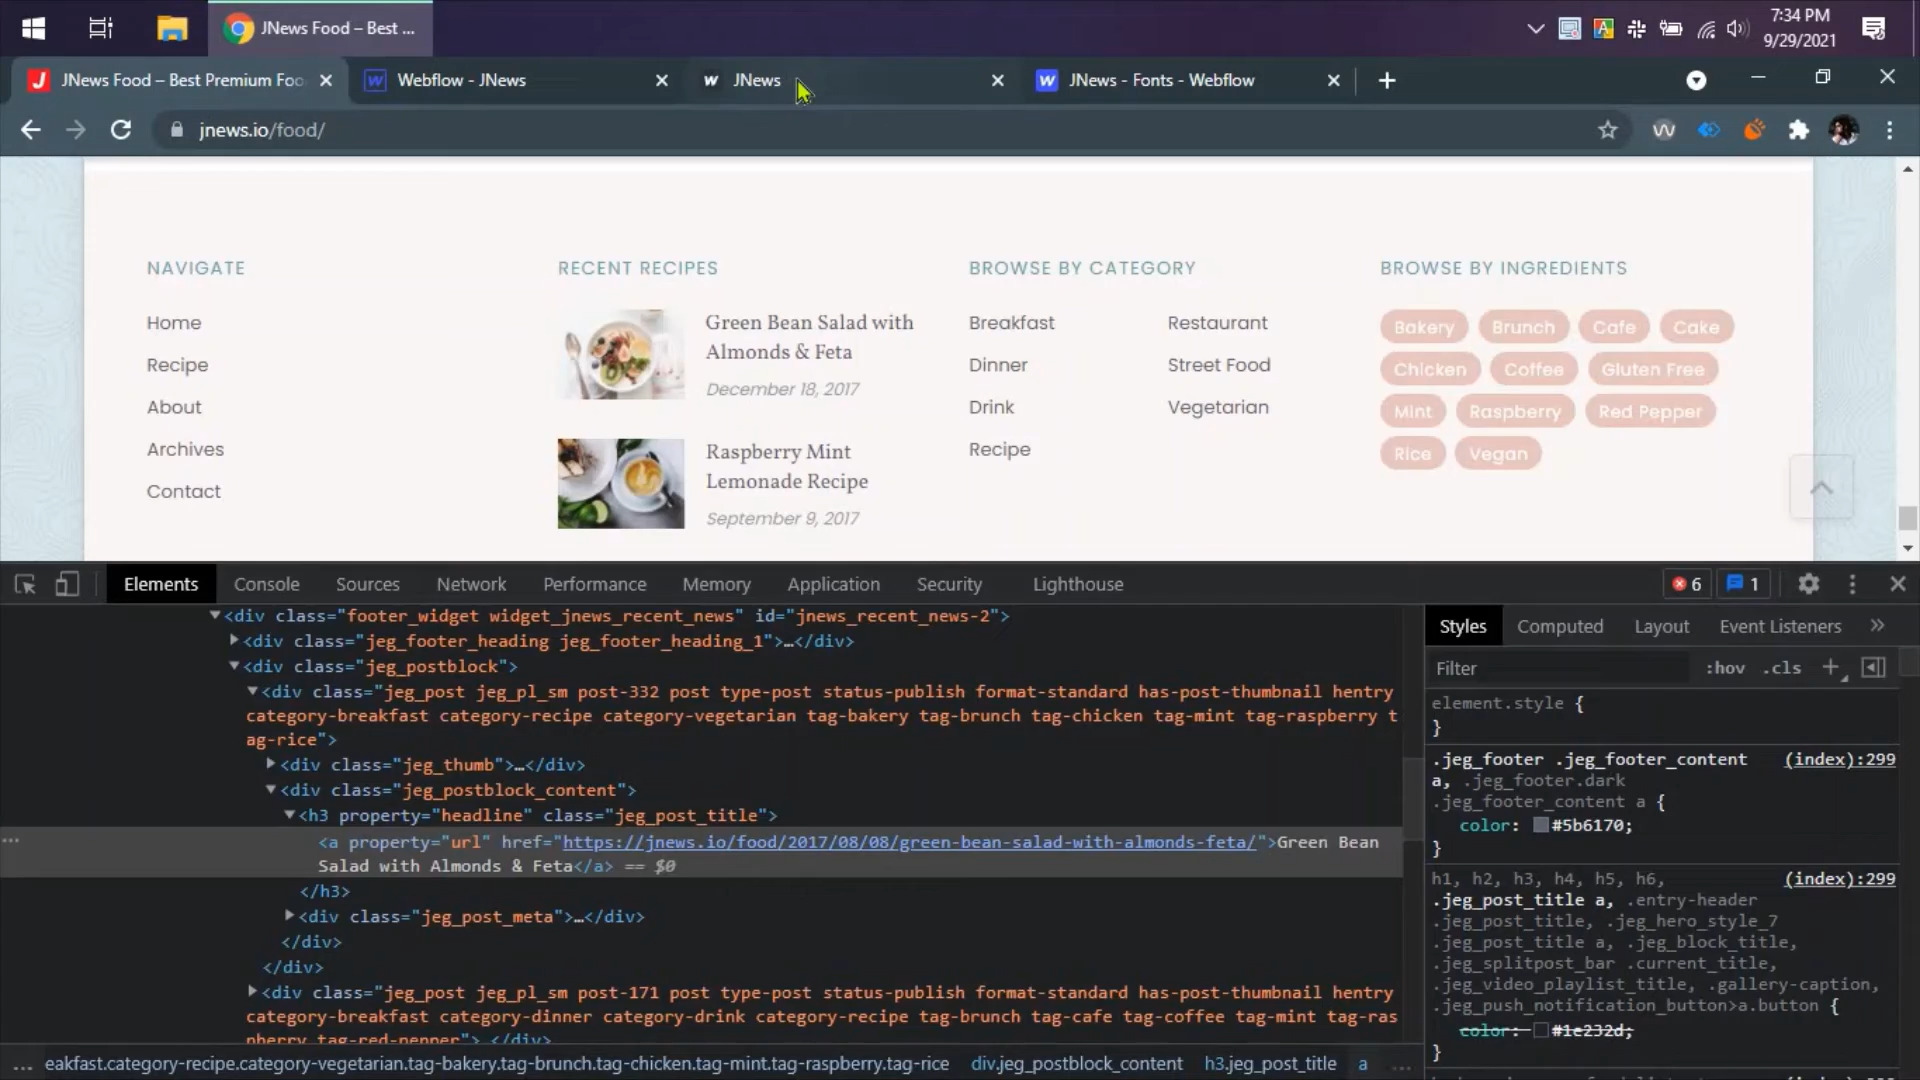 JNews Food – Best ...
7:34 PM
9/29/2021
JNews Food – Best Premium Foo
Webflow - JNews
JNews
JNews - Fonts - Webflow
jnews.io/food/
NAVIGATE
Home
Recipe
About
Archives
Contact
RECENT RECIPES
Green Bean Salad with
Almonds & Feta
December 18, 2017
Raspberry Mint
Lemonade Recipe
September 9, 2017
BROWSE BY CATEGORY
Breakfast
Dinner
Drink
Recipe
Restaurant
Street Food
Vegetarian
BROWSE BY INGREDIENTS
Bakery Brunch Cafe Cake
Chicken Coffee Gluten Free
Mint Raspberry Red Pepper
Rice Vegan
Elements Console Sources Network Performance Memory Application Security Lighthouse 6 1
<div class="footer_widget widget_jnews_recent_news" id="jnews_recent_news-2">
<div class="jeg_footer_heading jeg_footer_heading_1">…</div>
<div class="jeg_postblock">
<div class="jeg_post jeg_pl_sm post-332 post type-post status-publish format-standard has-post-thumbnail hentry
category-breakfast category-recipe category-vegetarian tag-bakery tag-brunch tag-chicken tag-mint tag-raspberry t
ag-rice">
<div class="jeg_thumb">…</div>
<div class="jeg_postblock_content">
<h3 property="headline" class="jeg_post_title">
<a property="url" href="https://jnews.io/food/2017/08/08/green-bean-salad-with-almonds-feta/">Green Bean
Salad with Almonds & Feta</a> == $0
</h3>
<div class="jeg_post_meta">…</div>
</div>
</div>
<div class="jeg_post jeg_pl_sm post-171 post type-post status-publish format-standard has-post-thumbnail hentry
category-breakfast category-dinner category-drink category-recipe tag-brunch tag-cafe tag-coffee tag-mint tag-ras
pberry tag-red-pepper">…</div>
... eakfast.category-recipe.category-vegetarian.tag-bakery.tag-brunch.tag-chicken.tag-mint.tag-raspberry.tag-rice div.jeg_postblock_content h3.jeg_post_title a ...
Styles Computed Layout Event Listeners »
Filter :hov .cls +
element.style {
}
.jeg_footer .jeg_footer_content (index):299
a, .jeg_footer.dark
.jeg_footer_content a {
color: #5b6170;
}
h1, h2, h3, h4, h5, h6, (index):299
.jeg_post_title a, .entry-header
.jeg_post_title, .jeg_hero_style_7
.jeg_post_title a, .jeg_block_title,
.jeg_splitpost_bar .current_title,
.jeg_video_playlist_title, .gallery-caption,
.jeg_push_notification_button>a.button {
color: #1e232d;
}